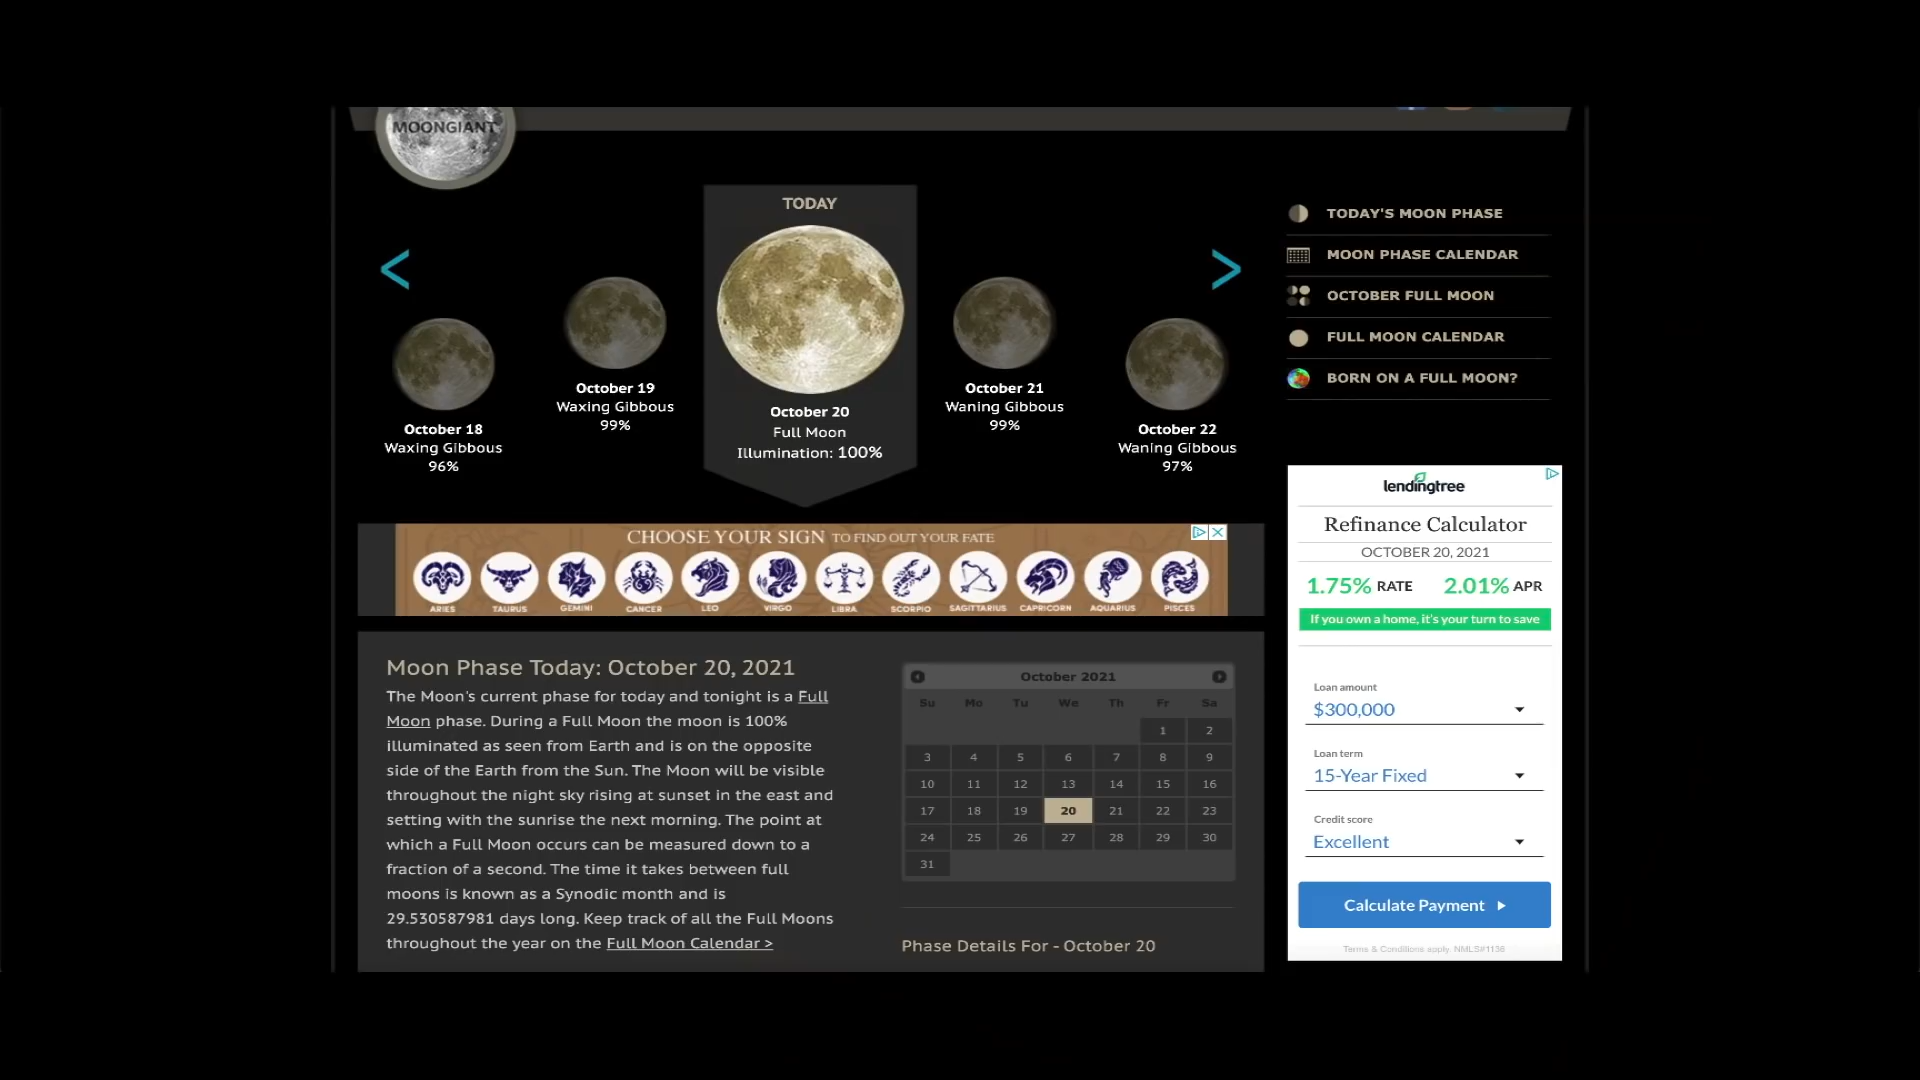 MOONGIANT
TODAY
October 18
Waxing Gibbous
96%
October 19
Waxing Gibbous
99%
October 20
Full Moon
Illumination: 100%
October 21
Waning Gibbous
99%
October 22
Waning Gibbous
97%
TODAY'S MOON PHASE
MOON PHASE CALENDAR
OCTOBER FULL MOON
FULL MOON CALENDAR
BORN ON A FULL MOON?
CHOOSE YOUR SIGN TO FIND OUT YOUR FATE
ARIES TAURUS GEMINI CANCER LEO VIRGO LIBRA SCORPIO SAGITTARIUS CAPRICORN AQUARIUS PISCES
Moon Phase Today: October 20, 2021
The Moon's current phase for today and tonight is a Full
Moon phase. During a Full Moon the moon is 100%
illuminated as seen from Earth and is on the opposite
side of the Earth from the Sun. The Moon will be visible
throughout the night sky rising at sunset in the east and
setting with the sunrise the next morning. The point at
which a Full Moon occurs can be measured down to a
fraction of a second. The time it takes between full
moons is known as a Synodic month and is
29.530587981 days long. Keep track of all the Full Moons
throughout the year on the Full Moon Calendar >
October 2021
Su Mo Tu We Th Fr Sa
1 2
3 4 5 6 7 8 9
10 11 12 13 14 15 16
17 18 19 20 21 22 23
24 25 26 27 28 29 30
31
Phase Details For - October 20
lendingtree
Refinance Calculator
OCTOBER 20, 2021
1.75% RATE 2.01% APR
If you own a home, it's your turn to save
Loan amount
$300,000
Loan term
15-Year Fixed
Credit score
Excellent
Calculate Payment
Terms & Conditions apply. NMLS#1136